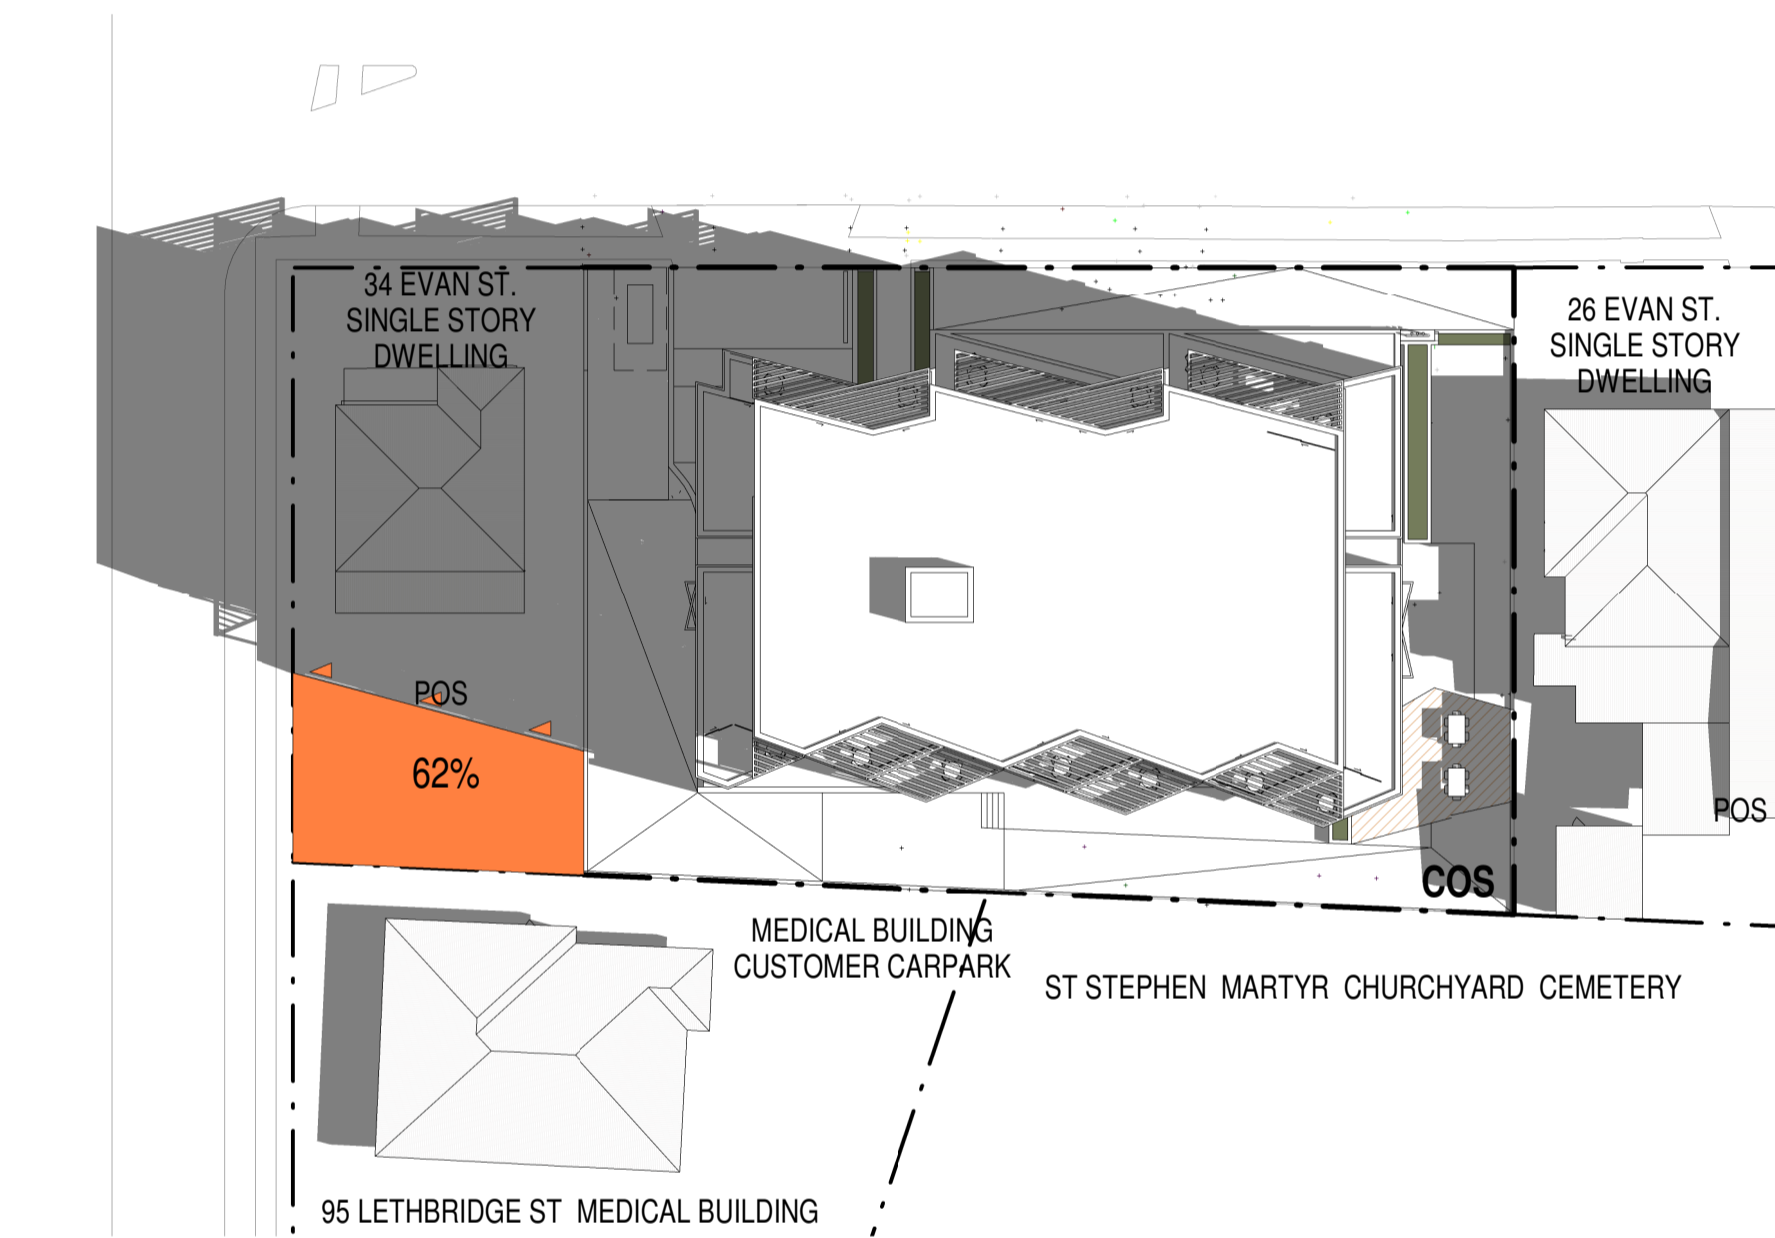 34 EVAN ST.
SINGLE STORY
DWELLING
26 EVAN ST.
SINGLE STORY
DWELLING
POS
62%
POS
COS
MEDICAL BUILDING
CUSTOMER CARPARK
ST STEPHEN MARTYR CHURCHYARD CEMETERY
95 LETHBRIDGE ST MEDICAL BUILDING